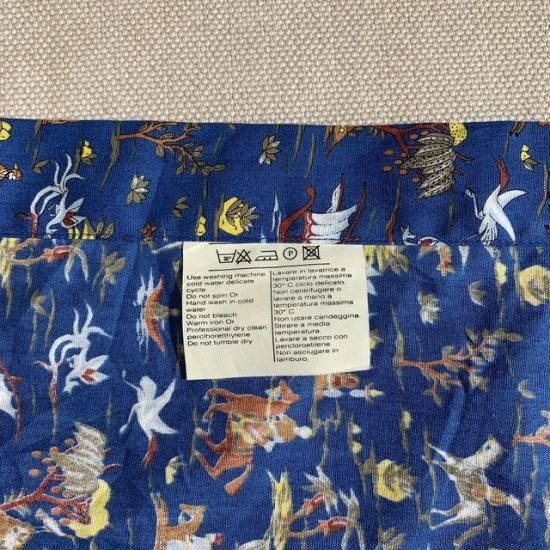 30°
P
Use washing machine
cold water delicate
cycle
Do not spin Or
Hand wash in cold
water
Do not bleach
Warm iron Or
Professional dry clean
perclhorethylene
Do not tumble dry
Lavare in lavatrice a
temperatura massima
30° C ciclo delicato.
Non centrifugare o
lavare a mano a
temperatura massima
30° C
Non usare candeggina.
Stirare a media
temperatura.
Lavare a secco con
percloroetilene.
Non asciugare in
tamburo.